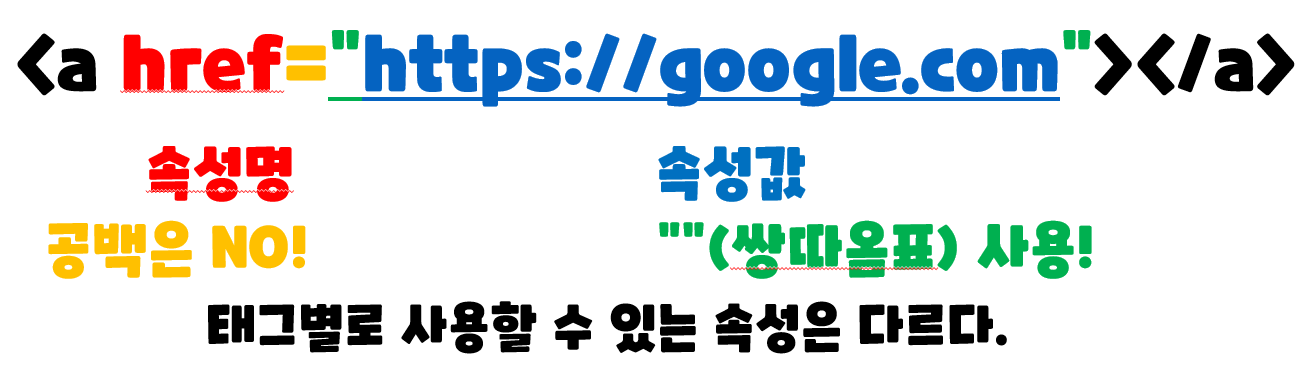 <a href="https://google.com"></a>
속성명 속성값
공백은 NO! ""(쌍따옴표) 사용!
태그별로 사용할 수 있는 속성은 다르다.